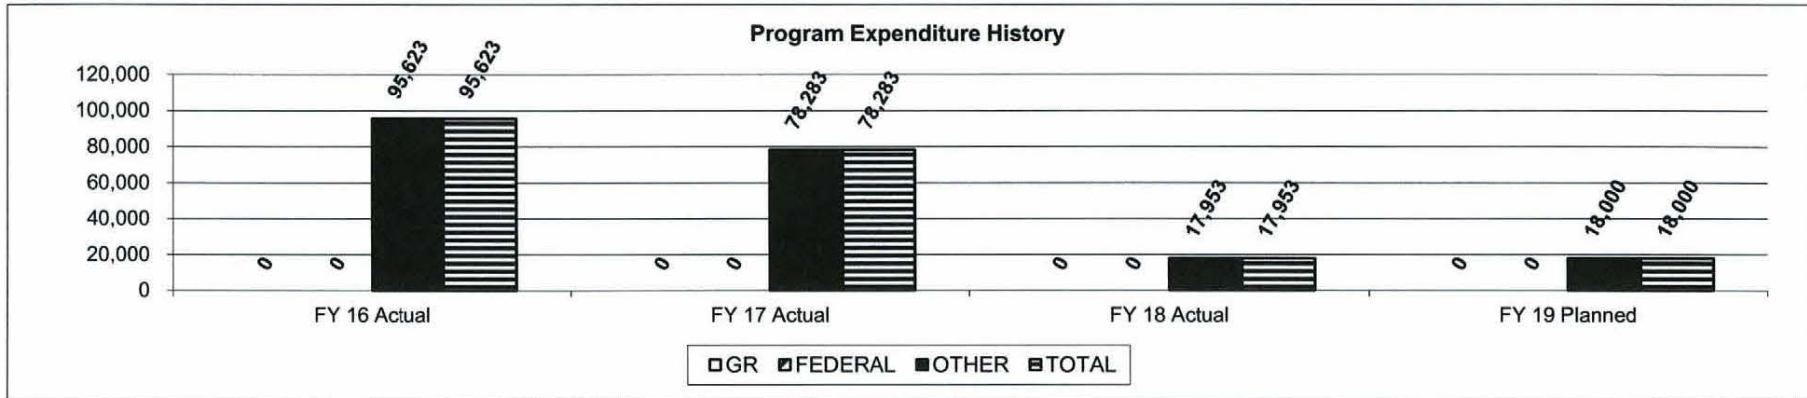 Program Expenditure History
120,000
100,000
80,000
60,000
40,000
20,000
0
0 0 95,623 95,623
0 0 78,283 78,283
0 0 17,953 17,953
0 0 18,000 18,000
FY 16 Actual FY 17 Actual FY 18 Actual FY 19 Planned
GR FEDERAL OTHER TOTAL